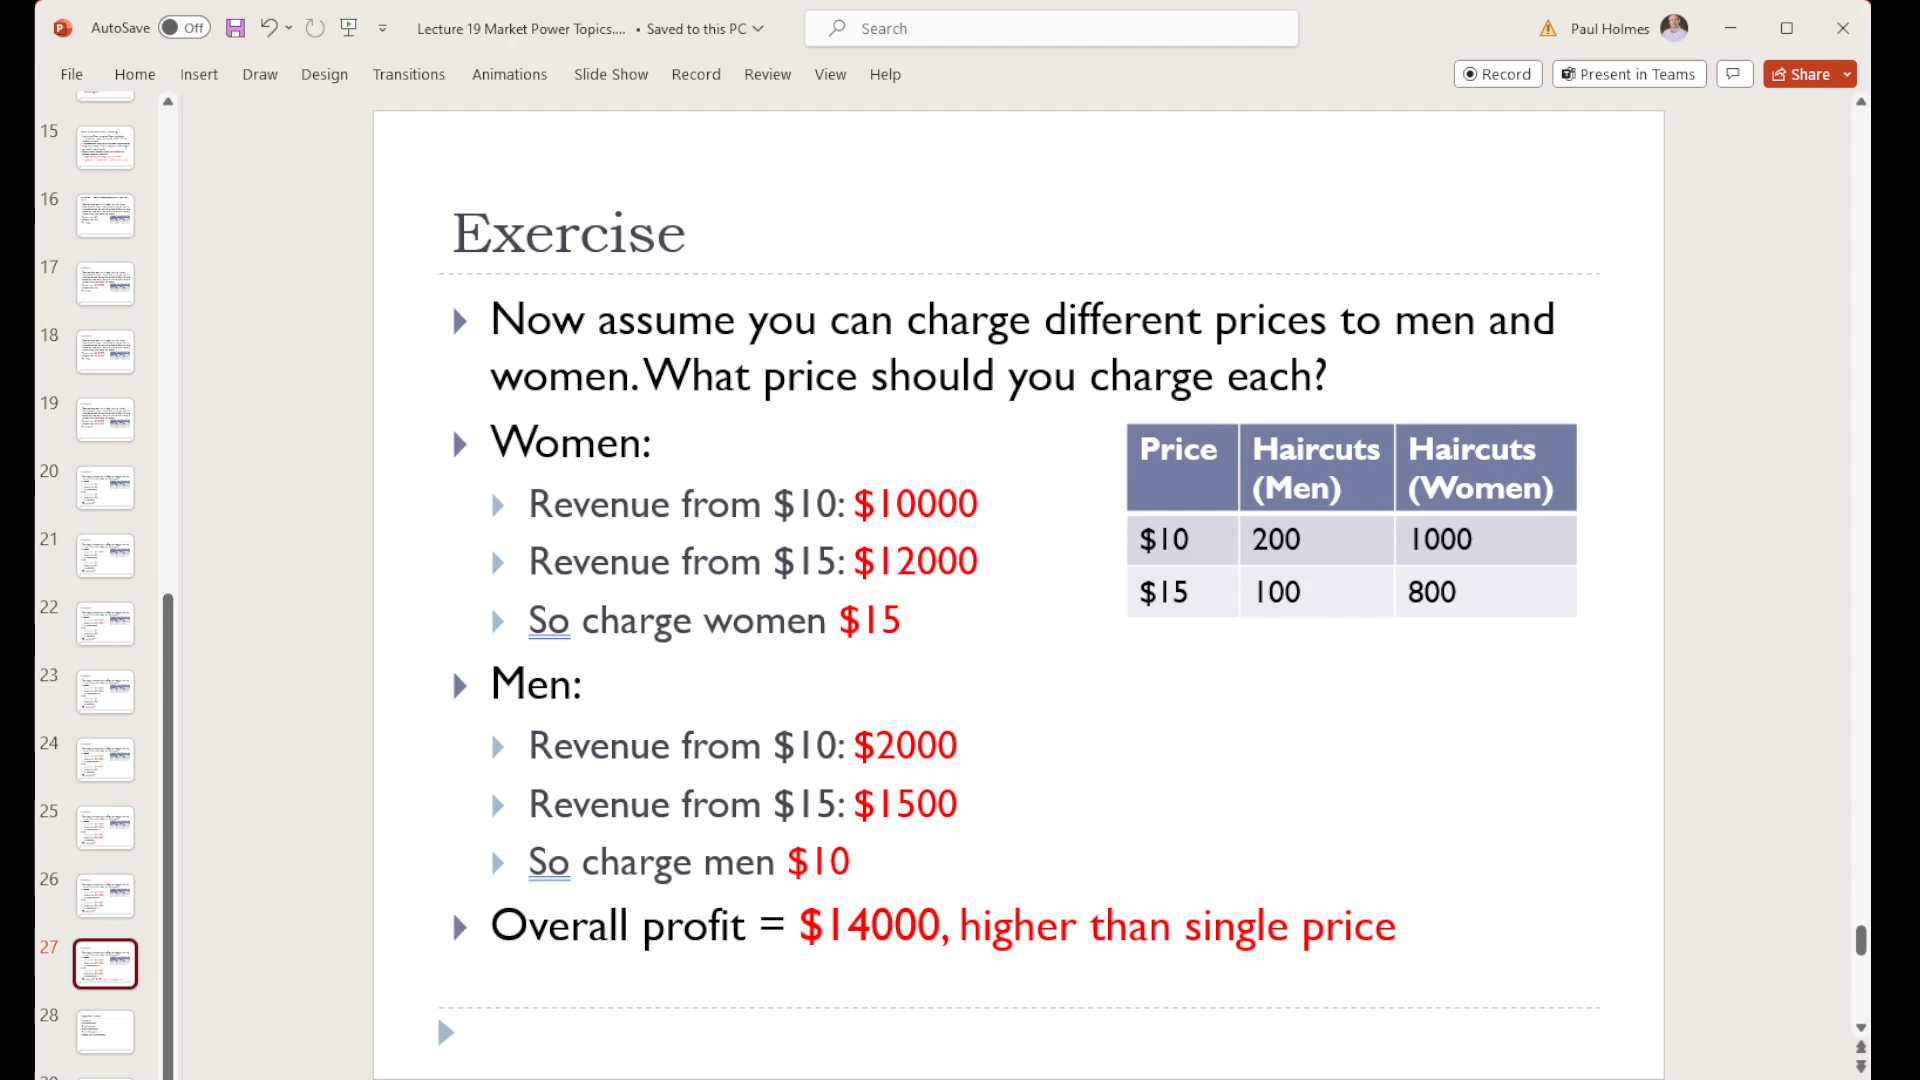 AutoSave Off Lecture 19 Market Power Topics.... • Saved to this PC Search Paul Holmes
File Home Insert Draw Design Transitions Animations Slide Show Record Review View Help Record Present in Teams Share
15
16
17
18
19
20
21
22
23
24
25
26
27
28
Exercise
Now assume you can charge different prices to men and
women. What price should you charge each?
Women:
Revenue from $10: $10000
Revenue from $15: $12000
So charge women $15
Men:
Revenue from $10: $2000
Revenue from $15: $1500
So charge men $10
Overall profit = $14000, higher than single price
Price Haircuts Haircuts
(Men) (Women)
$10 200 1000
$15 100 800